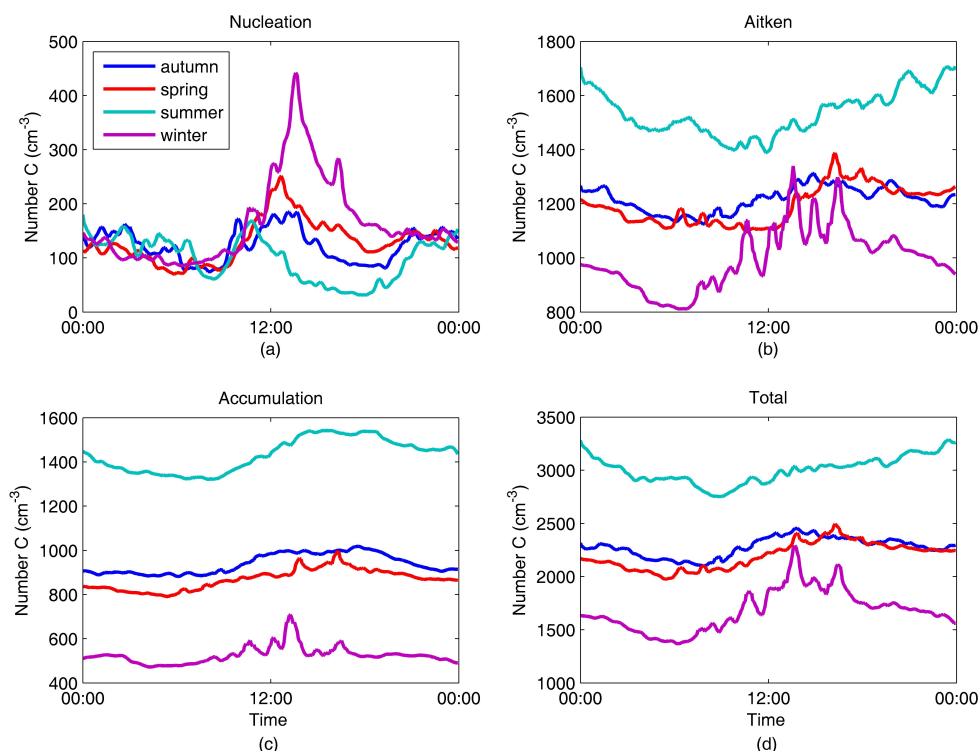 Nucleation
Number C (cm⁻³)
500
400
300
200
100
0
autumn
spring
summer
winter
00:00 12:00 00:00
(a)
Aitken
Number C (cm⁻³)
1800
1600
1400
1200
1000
800
00:00 12:00 00:00
(b)
Accumulation
Number C (cm⁻³)
1600
1400
1200
1000
800
600
400
00:00 12:00 00:00
Time
(c)
Total
Number C (cm⁻³)
3500
3000
2500
2000
1500
1000
00:00 12:00 00:00
Time
(d)